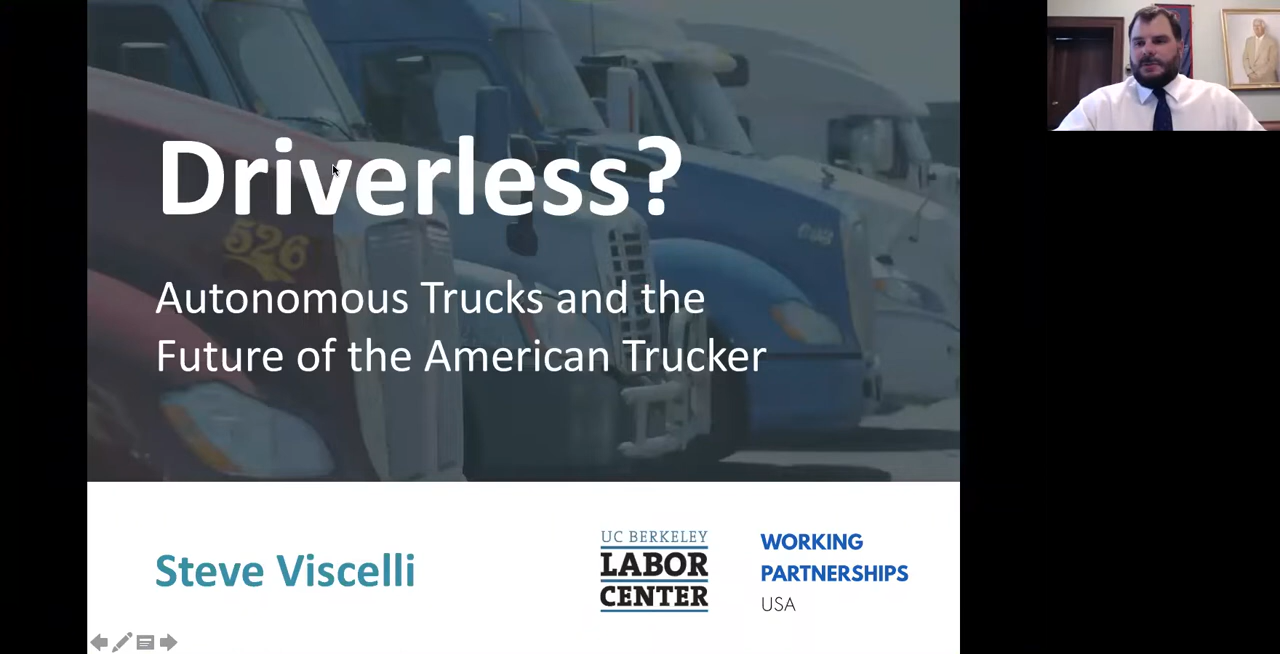 Driverless?
526
Autonomous Trucks and the
Future of the American Trucker
Steve Viscelli
UC BERKELEY
LABOR
CENTER
WORKING
PARTNERSHIPS
USA